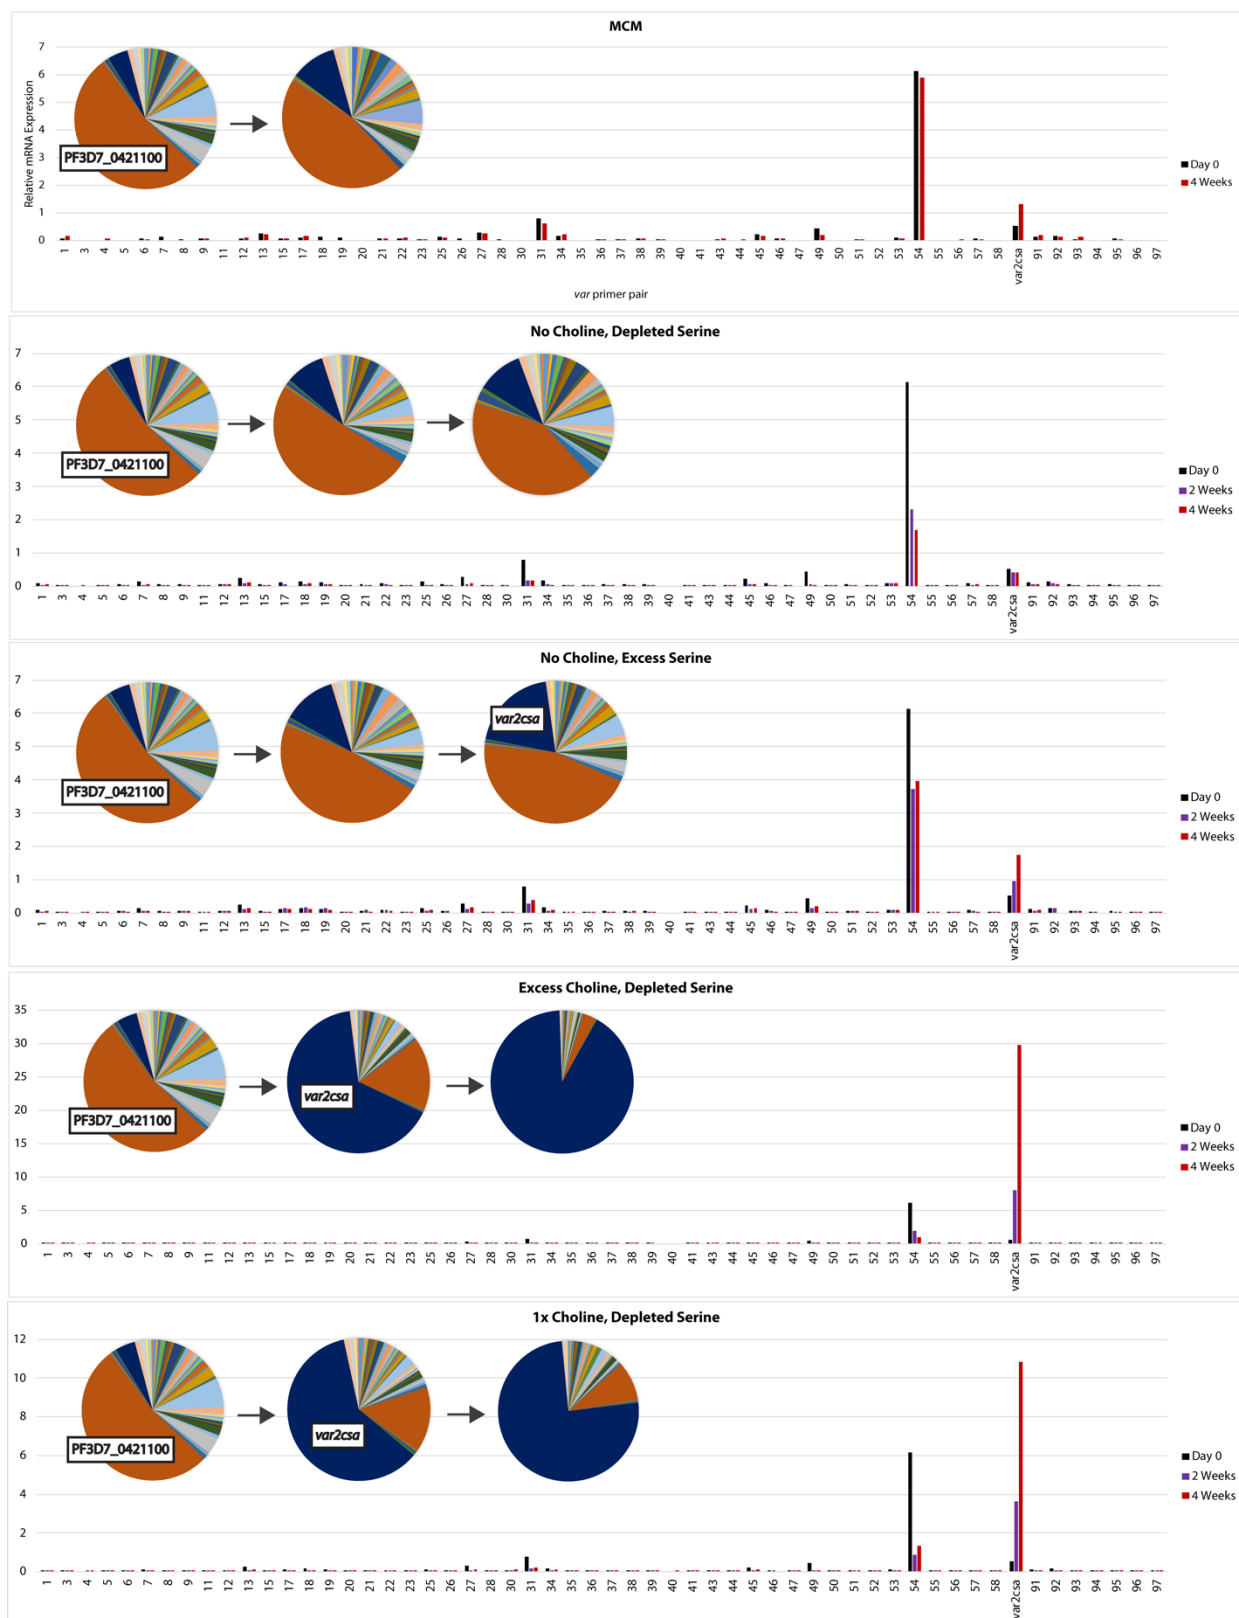 MCM
7
6
5
4
3
2
1
0
Relative mRNA Expression
PF3D7_0421100
Day 0
4 Weeks
1 3 4 6 7 8 9 12 13 15 17 18 19 21 22 23 25 26 27 28 31 34 35 36 37 38 39 40 41 43 44 45 46 47 49 50 51 52 53 54 55 56 57 58 var2csa 91 92 93 94 95 96 97
var primer pair
No Choline, Depleted Serine
7
6
5
4
3
2
1
0
PF3D7_0421100
Day 0
2 Weeks
4 Weeks
1 3 4 5 6 7 8 9 11 12 13 15 17 18 19 20 21 22 23 25 26 27 28 30 31 34 35 36 37 38 39 40 41 43 44 45 46 47 49 50 51 52 53 54 55 56 57 58 var2csa 91 92 93 94 95 96 97
No Choline, Excess Serine
7
6
5
4
3
2
1
0
PF3D7_0421100
var2csa
Day 0
2 Weeks
4 Weeks
1 3 4 5 6 7 8 9 11 12 13 15 17 18 19 20 21 22 23 25 26 27 28 30 31 34 35 36 37 38 39 40 41 43 44 45 46 47 49 50 51 52 53 54 55 56 57 58 var2csa 91 92 93 94 95 96 97
Excess Choline, Depleted Serine
35
30
25
20
15
10
5
0
PF3D7_0421100
var2csa
Day 0
2 Weeks
4 Weeks
1 3 4 5 6 7 8 9 11 12 13 15 17 18 19 20 21 22 23 25 26 27 28 30 31 34 35 36 37 38 39 40 41 43 44 45 46 47 49 50 51 52 53 54 55 56 57 58 var2csa 91 92 93 94 95 96 97
1x Choline, Depleted Serine
12
10
8
6
4
2
0
PF3D7_0421100
var2csa
Day 0
2 Weeks
4 Weeks
1 3 4 5 6 7 8 9 11 12 13 15 17 18 19 20 21 22 23 25 26 27 28 30 31 34 35 36 37 38 39 40 41 43 44 45 46 47 49 50 51 52 53 54 55 56 57 58 var2csa 91 92 93 94 95 96 97